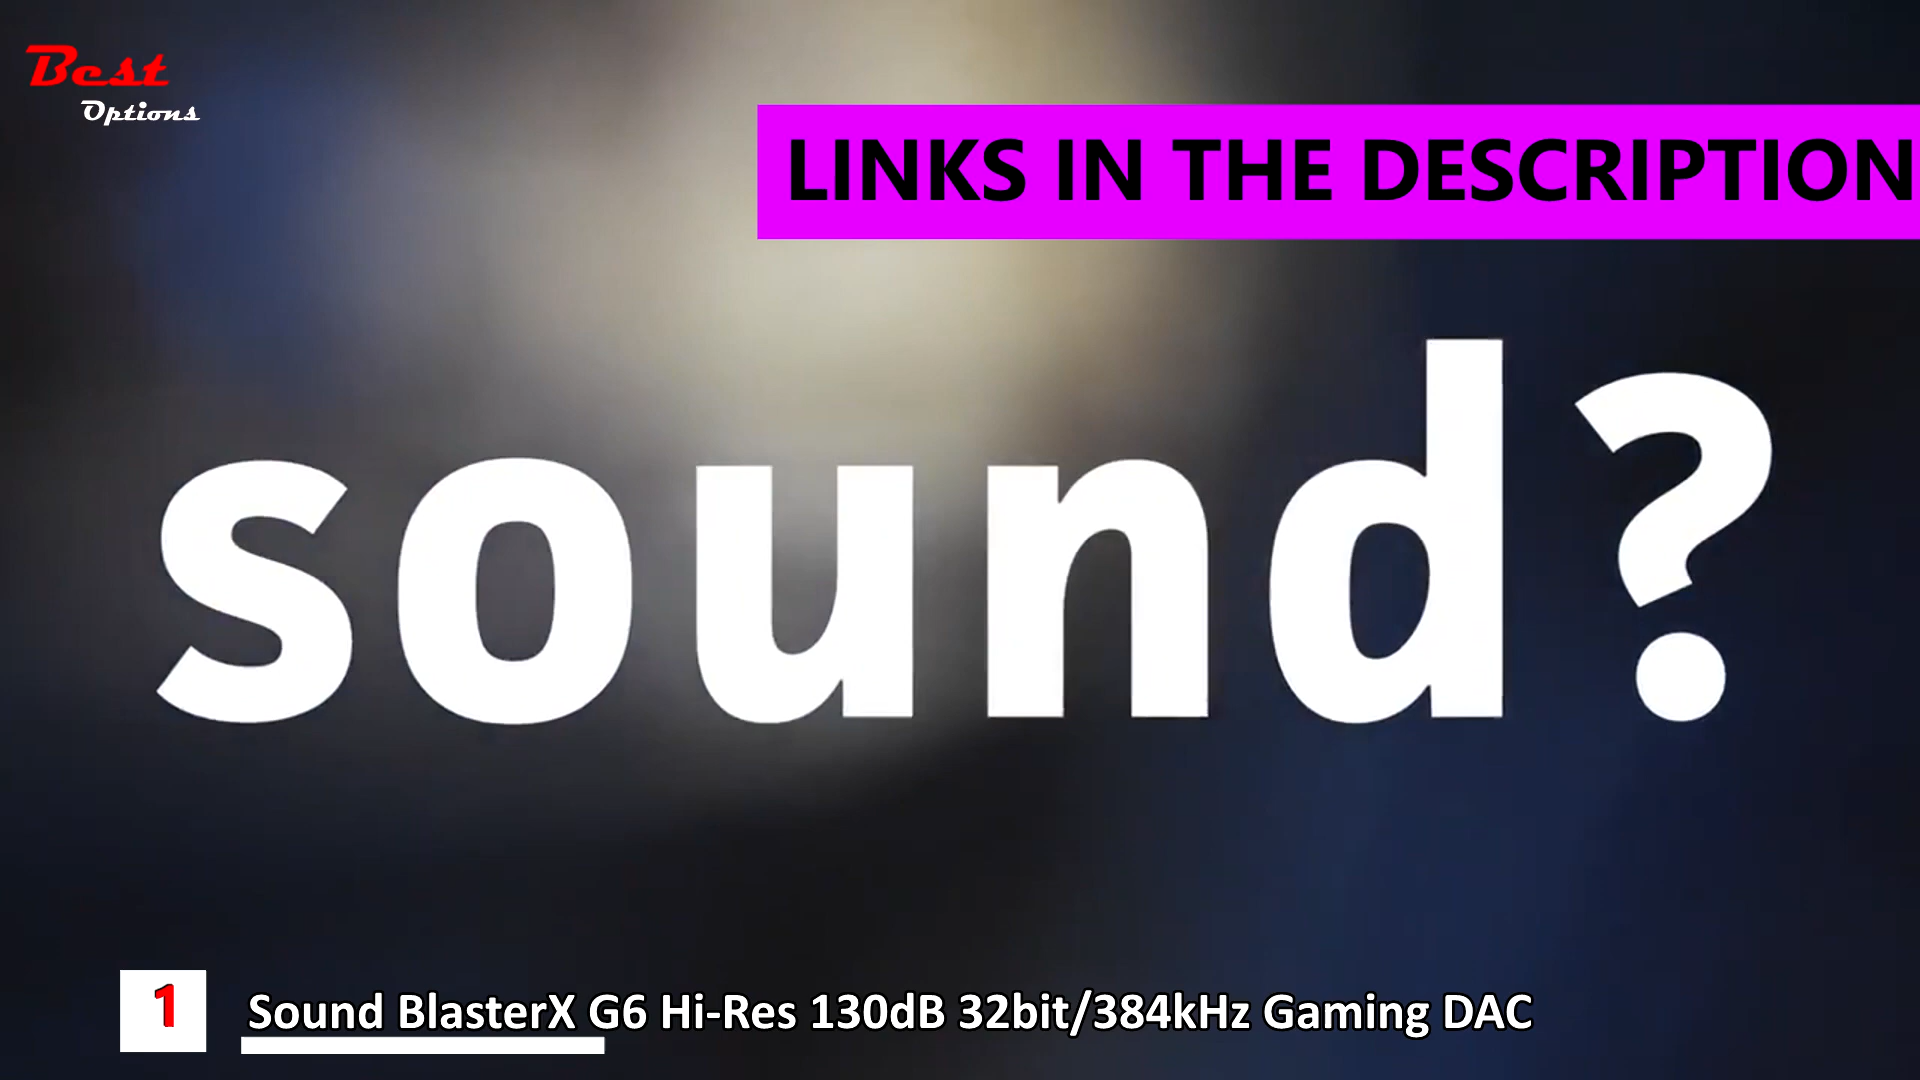 Best
Options
LINKS IN THE DESCRIPTION
sound?
1
Sound BlasterX G6 Hi-Res 130dB 32bit/384kHz Gaming DAC